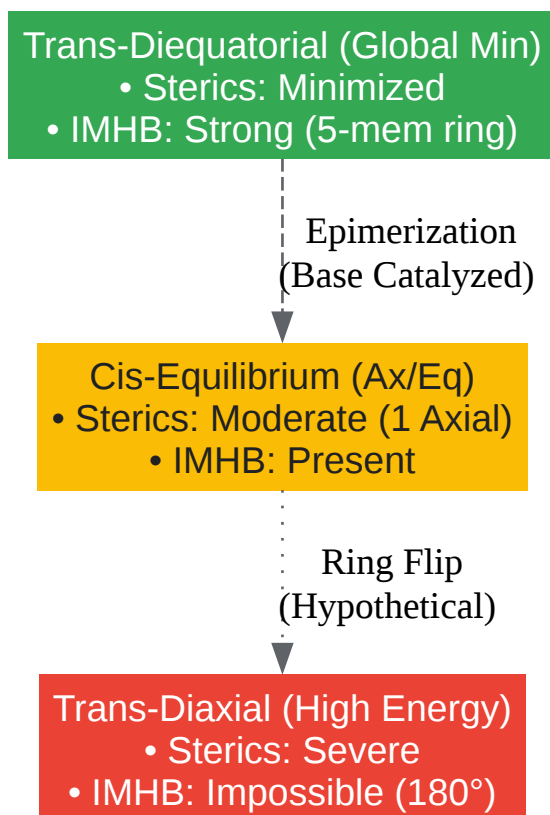 Trans-Diequatorial (Global Min)
• Sterics: Minimized
• IMHB: Strong (5-mem ring)
Epimerization
(Base Catalyzed)
Cis-Equilibrium (Ax/Eq)
• Sterics: Moderate (1 Axial)
• IMHB: Present
Ring Flip
(Hypothetical)
Trans-Diaxial (High Energy)
• Sterics: Severe
• IMHB: Impossible (180°)